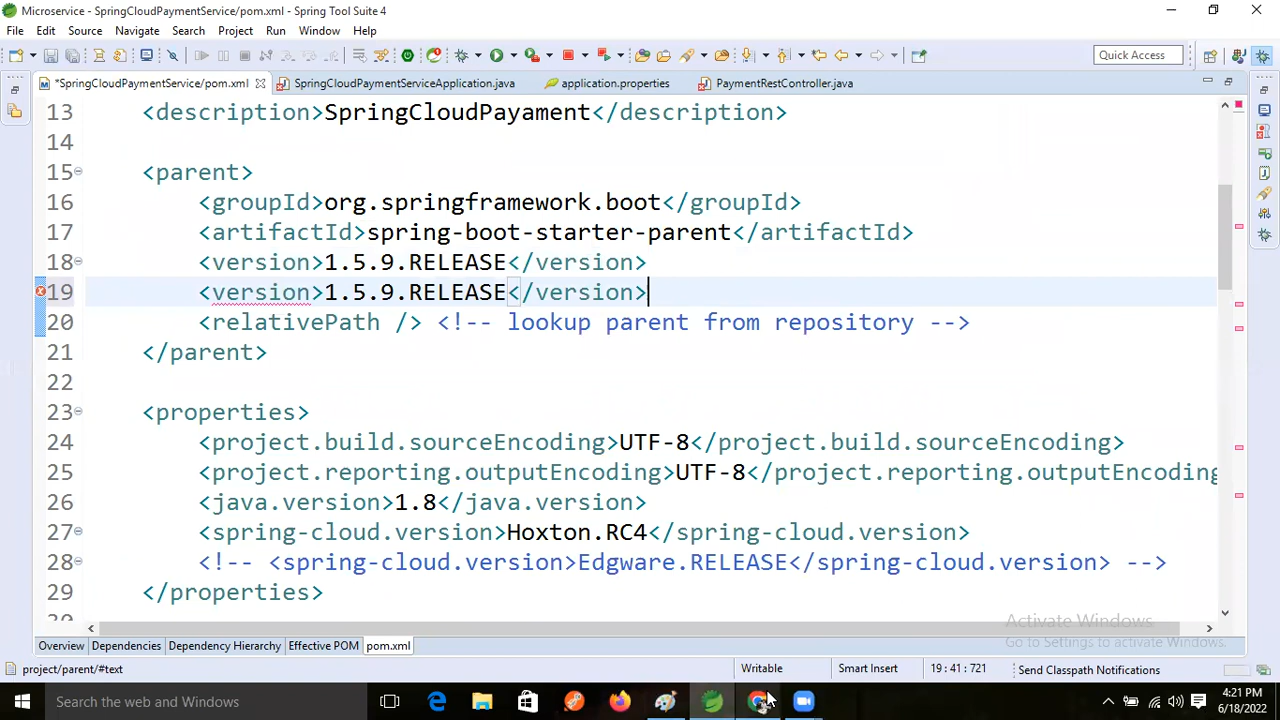 Microservice - SpringCloudPaymentService/pom.xml - Spring Tool Suite 4
File Edit Source Navigate Search Project Run Window Help
Quick Access
*SpringCloudPaymentService/pom.xml SpringCloudPaymentServiceApplication.java application.properties PaymentRestController.java
13 <description>SpringCloudPayament</description>
14
15 <parent>
16 <groupId>org.springframework.boot</groupId>
17 <artifactId>spring-boot-starter-parent</artifactId>
18 <version>1.5.9.RELEASE</version>
19 <version>1.5.9.RELEASE</version>
20 <relativePath /> <!-- lookup parent from repository -->
21 </parent>
22
23 <properties>
24 <project.build.sourceEncoding>UTF-8</project.build.sourceEncoding>
25 <project.reporting.outputEncoding>UTF-8</project.reporting.outputEncoding
26 <java.version>1.8</java.version>
27 <spring-cloud.version>Hoxton.RC4</spring-cloud.version>
28 <!-- <spring-cloud.version>Edgware.RELEASE</spring-cloud.version> -->
29 </properties>
Activate Windows
Go to Settings to activate Windows.
Overview Dependencies Dependency Hierarchy Effective POM pom.xml
project/parent/#text Writable Smart Insert 19 : 41 : 721 Send Classpath Notifications
Search Windows
4:21 PM
6/18/2022